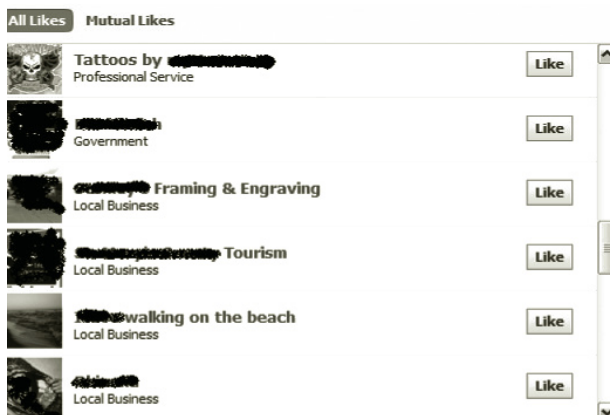 All Likes Mutual Likes
Tattoos by
Professional Service
Like
Government
Like
Framing & Engraving
Local Business
Like
Tourism
Local Business
Like
walking on the beach
Local Business
Like
Local Business
Like